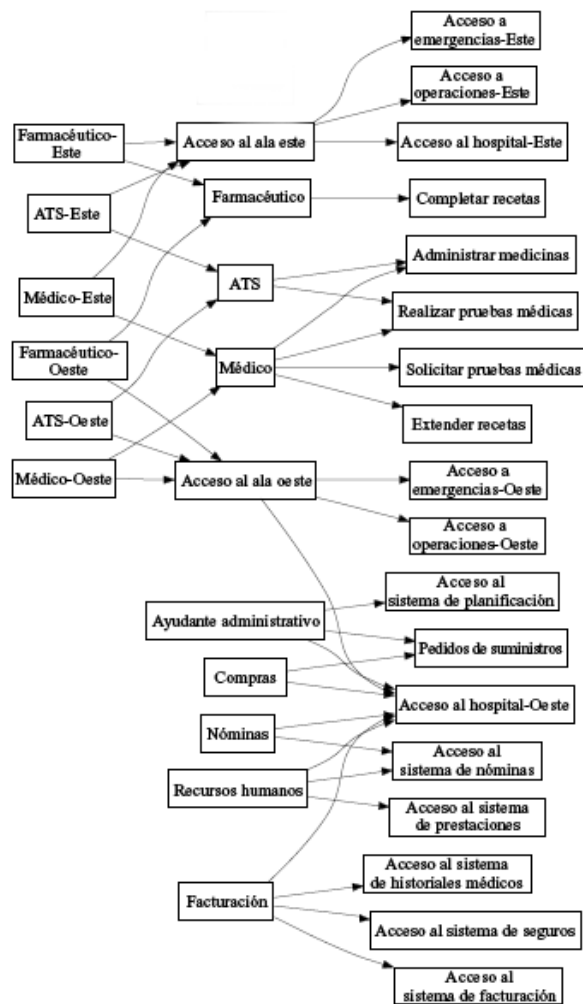 Acceso a
emergencias-Este
Acceso a
operaciones-Este
Farmacéutico-
Este
Acceso al ala este
Acceso al hospital-Este
Farmacéutico
Completar recetas
ATS-Este
Administrar medicinas
ATS
Médico-Este
Realizar pruebas médicas
Farmacéutico-
Oeste
Médico
Solicitar pruebas médicas
ATS-Oeste
Extender recetas
Médico-Oeste
Acceso al ala oeste
Acceso a
emergencias-Oeste
Acceso a
operaciones-Oeste
Acceso al
sistema de planificación
Ayudante administrativo
Pedidos de suministros
Compras
Acceso al hospital-Oeste
Nóminas
Acceso al
sistema de nóminas
Recursos humanos
Acceso al sistema
de prestaciones
Acceso al sistema
de historiales médicos
Facturación
Acceso al sistema de seguros
Acceso al
sistema de facturación